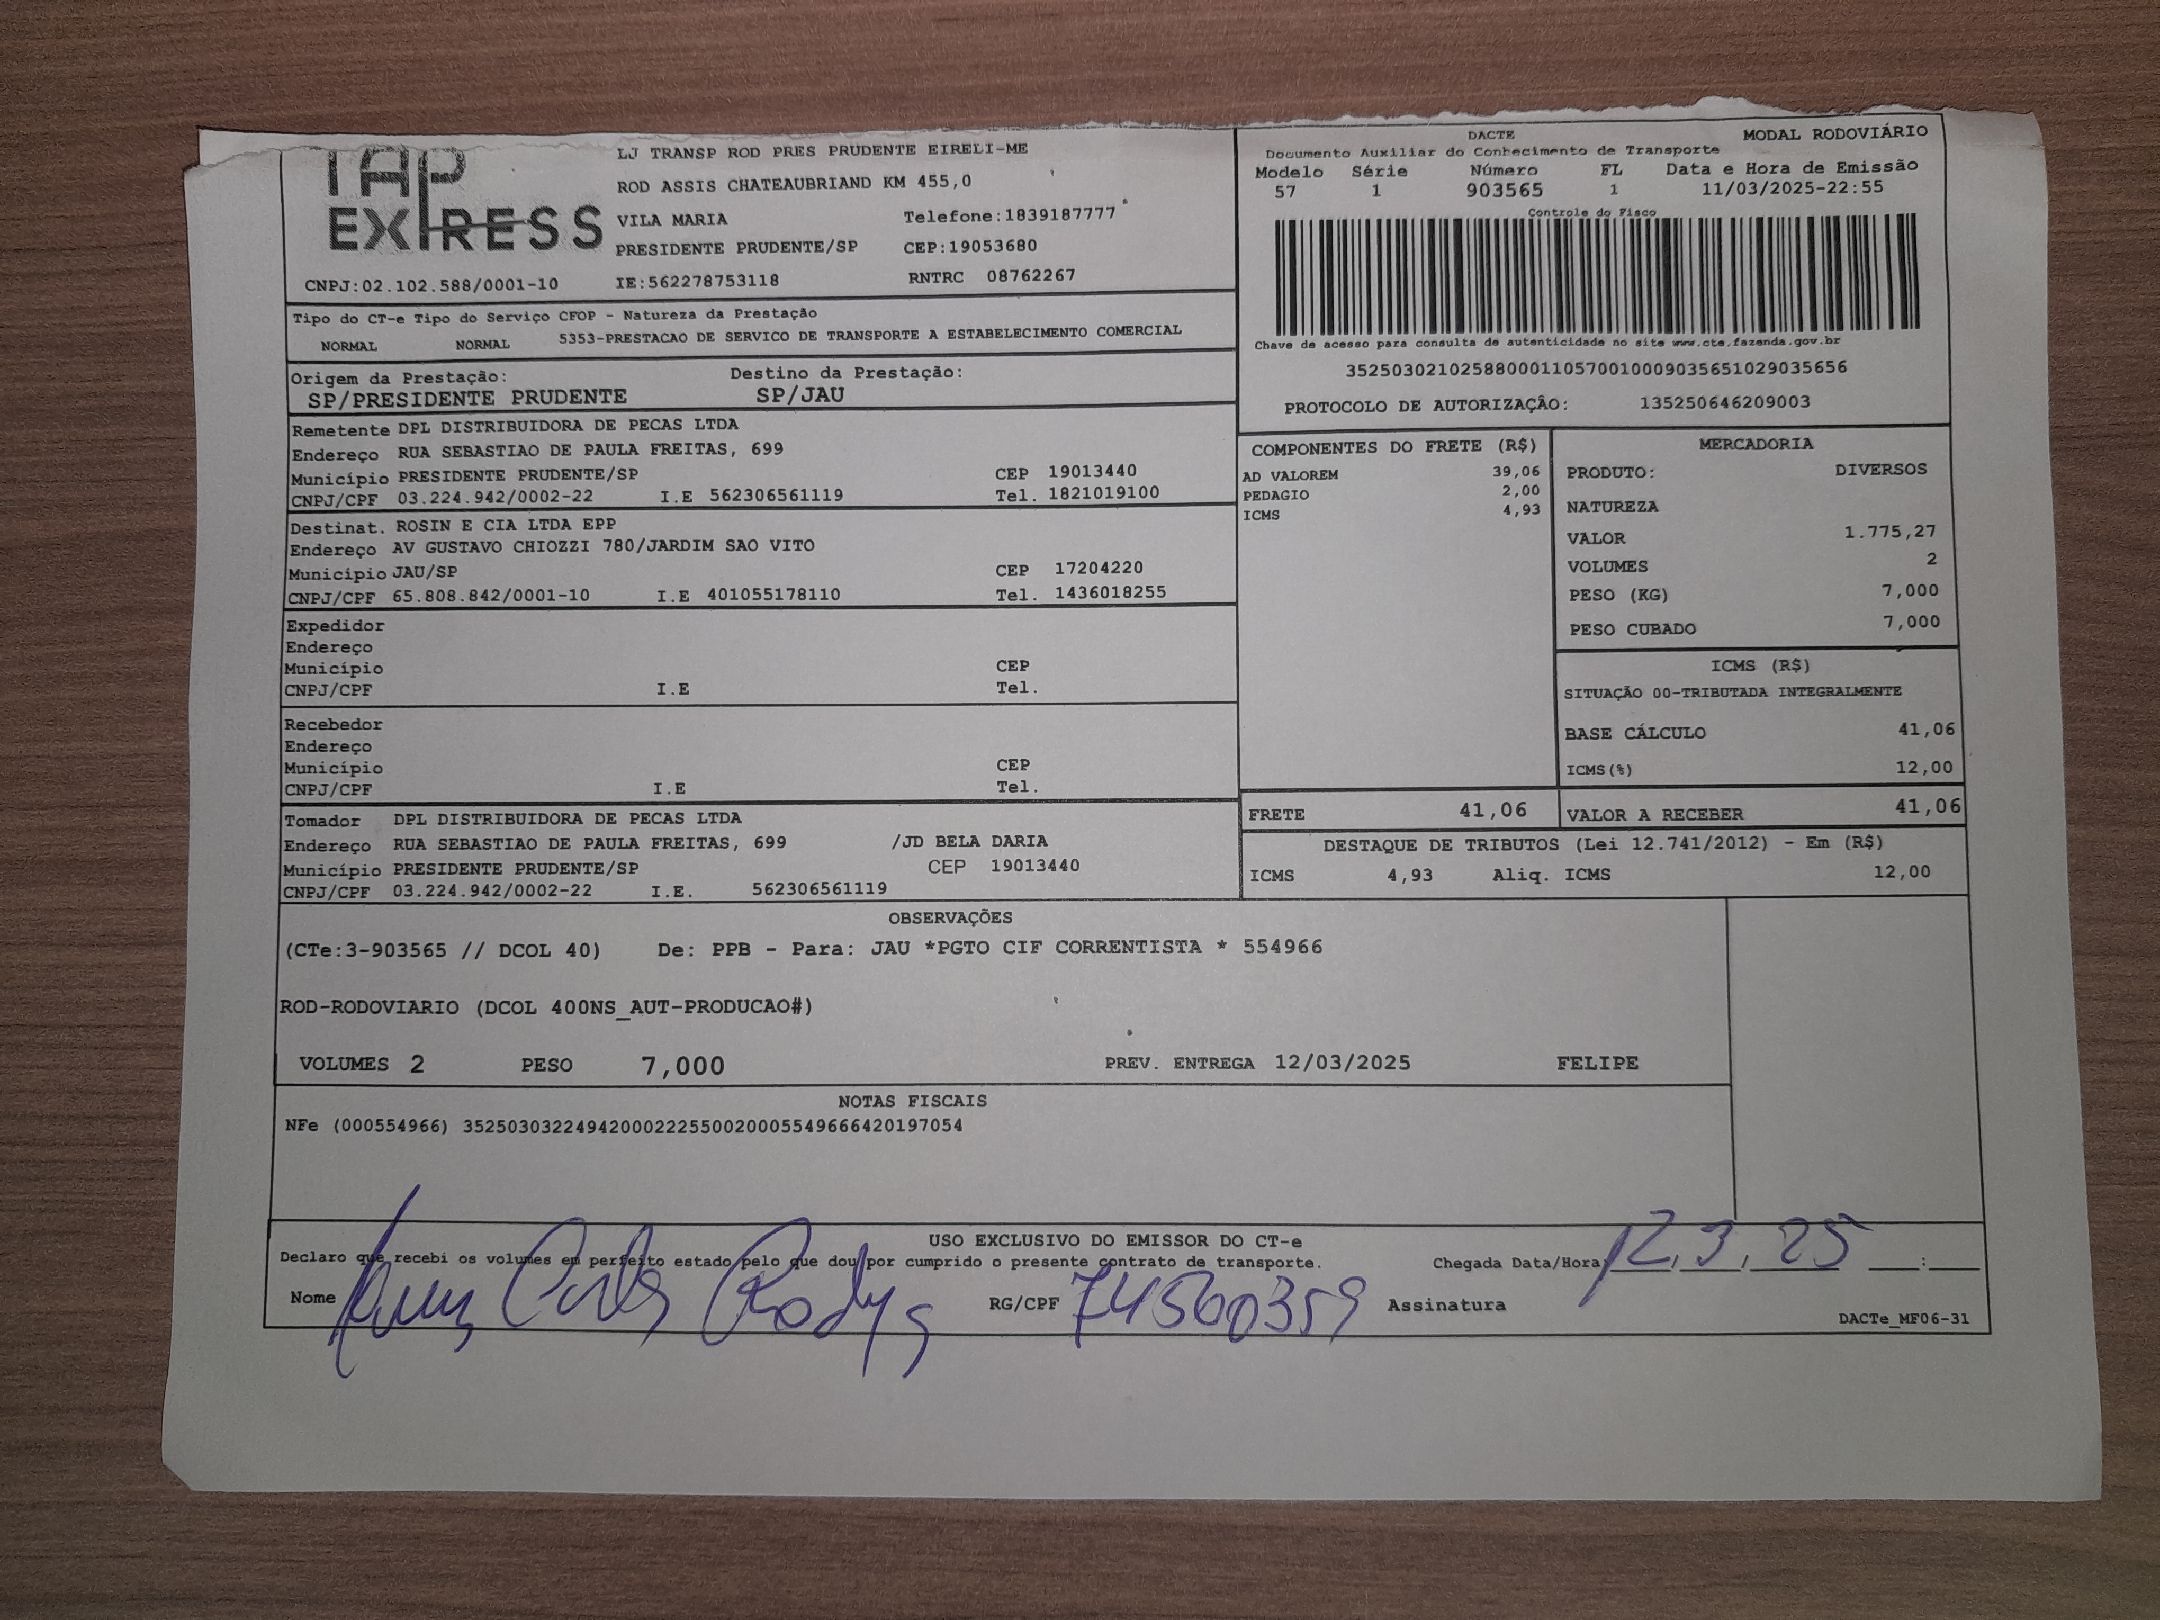 TAP
EXPRESS
CNPJ:02.102.588/0001-10
LJ TRANSP ROD PRES PRUDENTE EIRELI-ME
ROD ASSIS CHATEAUBRIAND KM 455,0
VILA MARIA Telefone:1839187777
PRESIDENTE PRUDENTE/SP CEP:19053680
IE:562278753118 RNTRC 08762267
DACTE MODAL RODOVIÁRIO
Documento Auxiliar do Conhecimento de Transporte
Modelo Série Número FL Data e Hora de Emissão
57 1 903565 1 11/03/2025-22:55
Controle do Fisco
Chave de acesso para consulta de autenticidade no site www.cte.fazenda.gov.br
35250302102588000110570010009035651029035656
PROTOCOLO DE AUTORIZAÇÂO: 135250646209003
Tipo do CT-e Tipo do Serviço CFOP - Natureza da Prestação
NORMAL NORMAL 5353-PRESTACAO DE SERVICO DE TRANSPORTE A ESTABELECIMENTO COMERCIAL
Origem da Prestação: Destino da Prestação:
SP/PRESIDENTE PRUDENTE SP/JAU
Remetente DPL DISTRIBUIDORA DE PECAS LTDA
Endereço RUA SEBASTIAO DE PAULA FREITAS, 699
Município PRESIDENTE PRUDENTE/SP CEP 19013440
CNPJ/CPF 03.224.942/0002-22 I.E 562306561119 Tel. 1821019100
Destinat. ROSIN E CIA LTDA EPP
Endereço AV GUSTAVO CHIOZZI 780/JARDIM SAO VITO
Município JAU/SP CEP 17204220
CNPJ/CPF 65.808.842/0001-10 I.E 401055178110 Tel. 1436018255
Expedidor
Endereço
Município CEP
CNPJ/CPF I.E Tel.
Recebedor
Endereço
Município CEP
CNPJ/CPF I.E Tel.
Tomador DPL DISTRIBUIDORA DE PECAS LTDA
Endereço RUA SEBASTIAO DE PAULA FREITAS, 699 /JD BELA DARIA
Município PRESIDENTE PRUDENTE/SP CEP 19013440
CNPJ/CPF 03.224.942/0002-22 I.E. 562306561119
COMPONENTES DO FRETE (R$)
AD VALOREM 39,06
PEDAGIO 2,00
ICMS 4,93
MERCADORIA
PRODUTO: DIVERSOS
NATUREZA
VALOR 1.775,27
VOLUMES 2
PESO (KG) 7,000
PESO CUBADO 7,000
ICMS (R$)
SITUAÇÃO 00-TRIBUTADA INTEGRALMENTE
BASE CÁLCULO 41,06
ICMS(%) 12,00
FRETE 41,06 VALOR A RECEBER 41,06
DESTAQUE DE TRIBUTOS (Lei 12.741/2012) - Em (R$)
ICMS 4,93 Aliq. ICMS 12,00
OBSERVAÇÕES
(CTe:3-903565 // DCOL 40) De: PPB - Para: JAU *PGTO CIF CORRENTISTA * 554966
ROD-RODOVIARIO (DCOL 400NS_AUT-PRODUCAO#)
VOLUMES 2 PESO 7,000 PREV. ENTREGA 12/03/2025 FELIPE
NOTAS FISCAIS
NFe (000554966) 35250303224942000222550020005549666420197054
USO EXCLUSIVO DO EMISSOR DO CT-e
Declaro que recebi os volumes em perfeito estado pelo que dou por cumprido o presente contrato de transporte. Chegada Data/Hora 12,3,25 :
Nome RG/CPF 74560359 Assinatura
DACTe_MF06-31